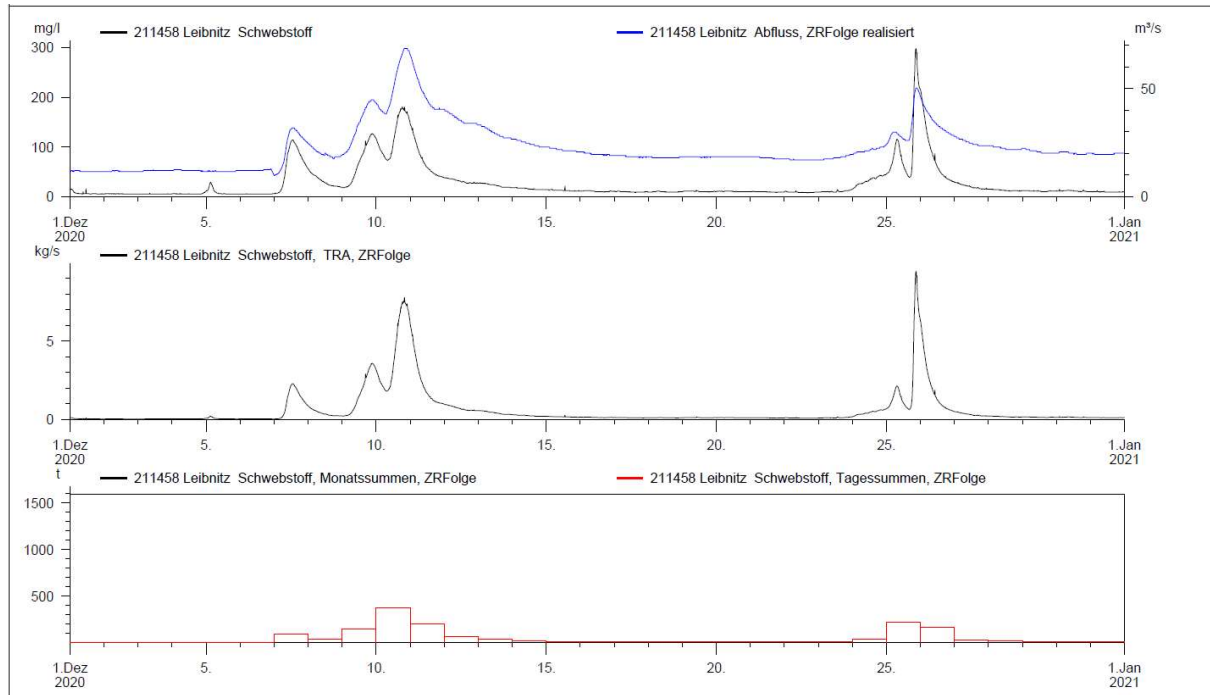 mg/l
211458 Leibnitz Schwebstoff
211458 Leibnitz Abfluss, ZRFolge realisiert
m³/s
300
200
100
0
50
0
1.Dez 5. 10. 15. 20. 25. 1.Jan
2020 2021
kg/s
211458 Leibnitz Schwebstoff, TRA, ZRFolge
5
0
1.Dez 5. 10. 15. 20. 25. 1.Jan
2020 2021
t
211458 Leibnitz Schwebstoff, Monatssummen, ZRFolge
211458 Leibnitz Schwebstoff, Tagessummen, ZRFolge
1500
1000
500
1.Dez 5. 10. 15. 20. 25. 1.Jan
2020 2021